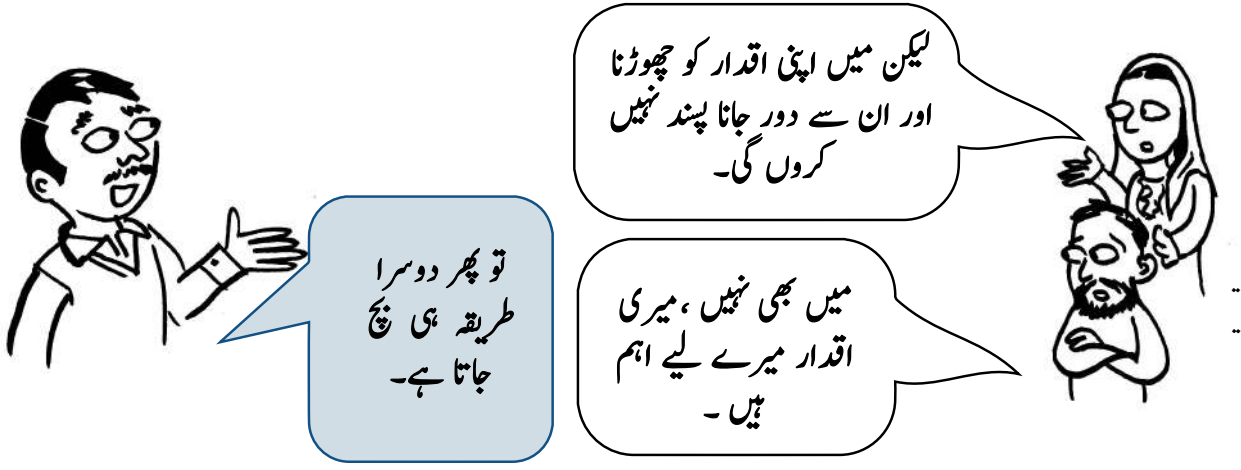 لیکن میں اپنی اقدار کو چھوڑنا
اور ان سے دور جانا پسند نہیں
کروں گی۔
میں بھی نہیں ،میری
اقدار میرے لیے اہم
ہیں ۔
تو پھر دوسرا
طریقہ ہی بچ
جاتا ہے۔